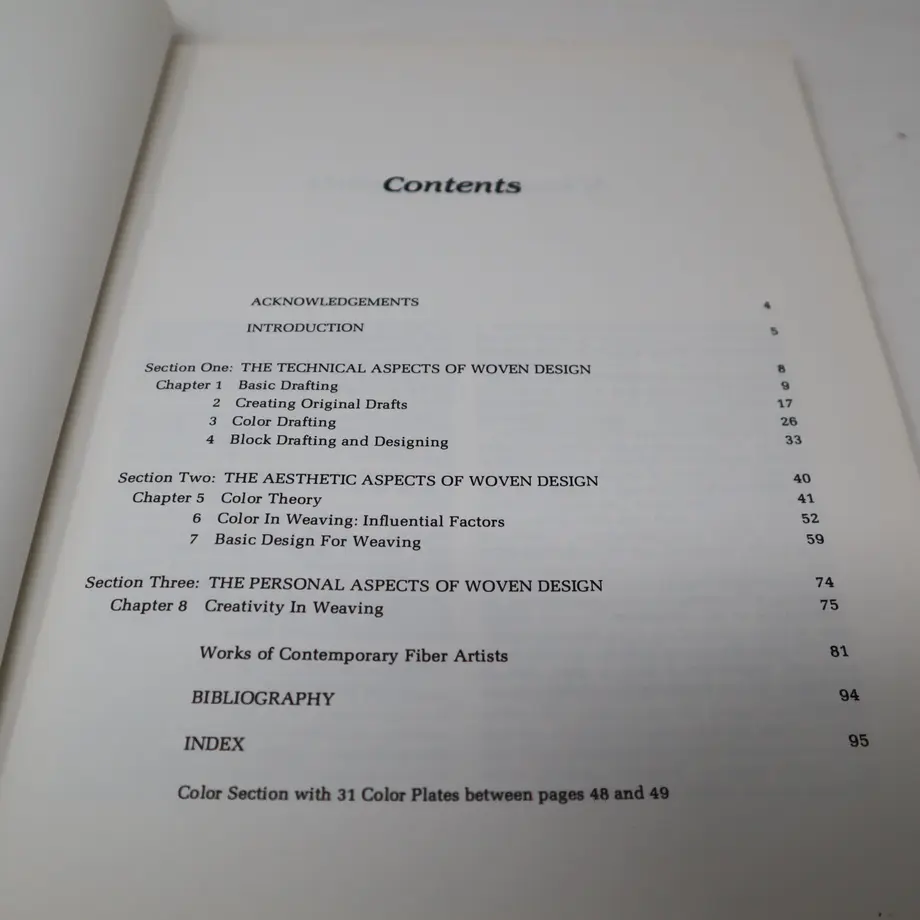 Contents
ACKNOWLEDGEMENTS 4
INTRODUCTION 5
Section One: THE TECHNICAL ASPECTS OF WOVEN DESIGN 8
Chapter 1 Basic Drafting 9
2 Creating Original Drafts 17
3 Color Drafting 26
4 Block Drafting and Designing 33
Section Two: THE AESTHETIC ASPECTS OF WOVEN DESIGN 40
Chapter 5 Color Theory 41
6 Color In Weaving: Influential Factors 52
7 Basic Design For Weaving 59
Section Three: THE PERSONAL ASPECTS OF WOVEN DESIGN 74
Chapter 8 Creativity In Weaving 75
Works of Contemporary Fiber Artists 81
BIBLIOGRAPHY 94
INDEX 95
Color Section with 31 Color Plates between pages 48 and 49